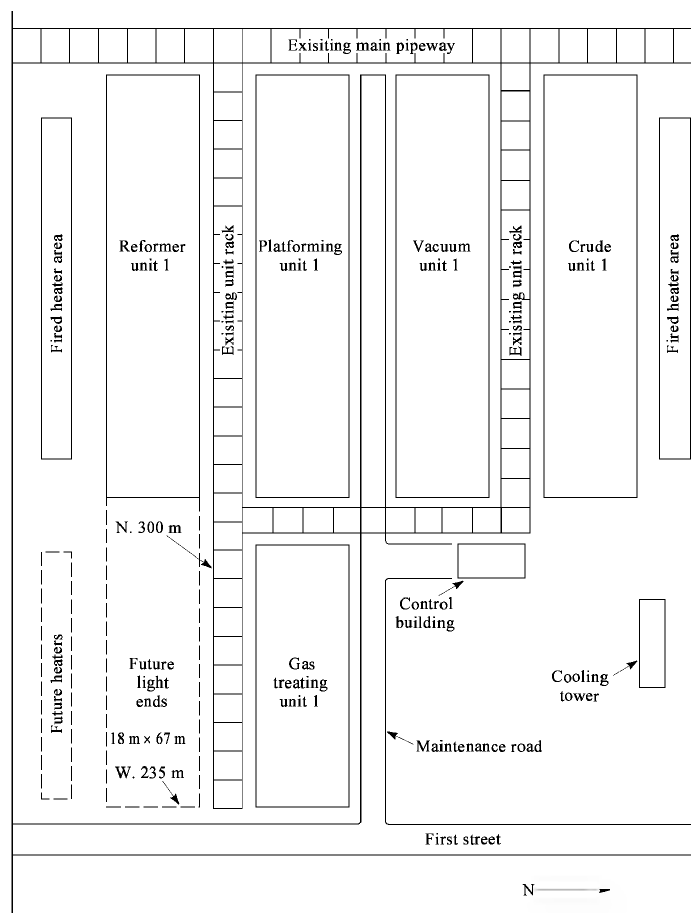 Exisiting main pipeway
Fired heater area
Reformer
unit 1
Exisiting unit rack
Platforming
unit 1
Vacuum
unit 1
Exisiting unit rack
Crude
unit 1
Fired heater area
N. 300 m
Control
building
Future heaters
Future
light
ends
18 m × 67 m
W. 235 m
Gas
treating
unit 1
Cooling
tower
Maintenance road
First street
N